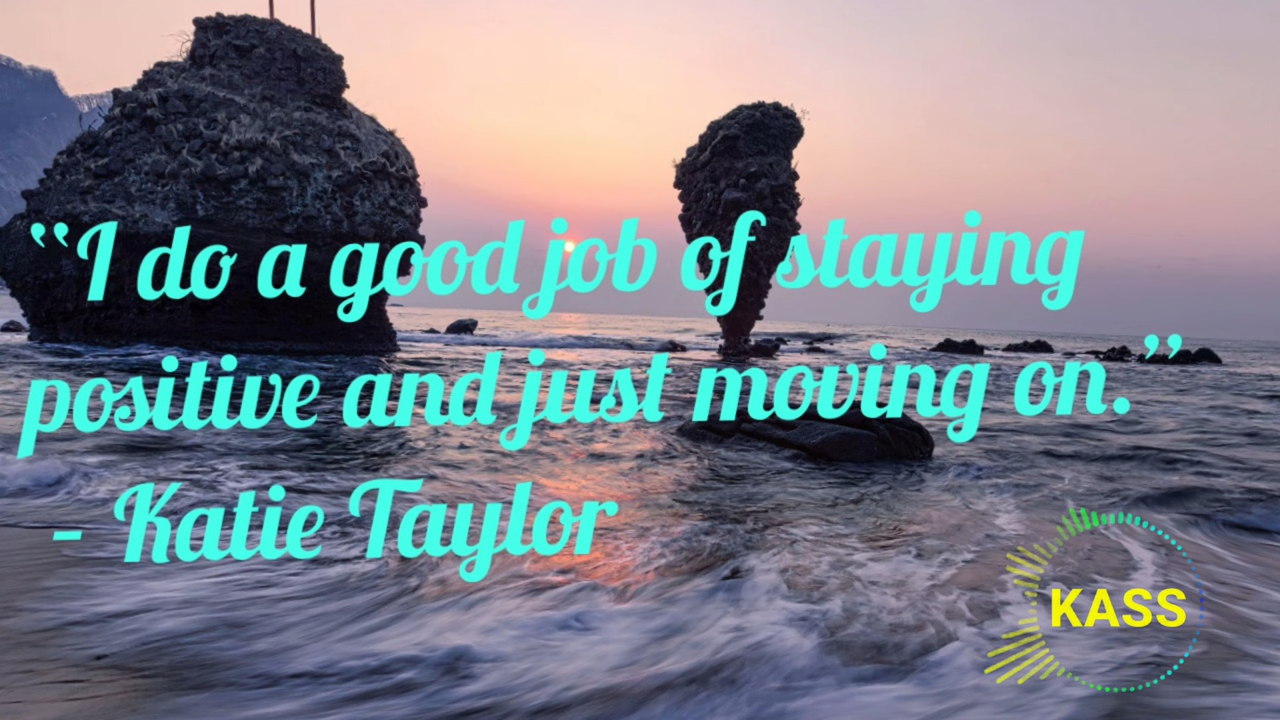 “I do a good job of staying
positive and just moving on.”
- Katie Taylor
KASS